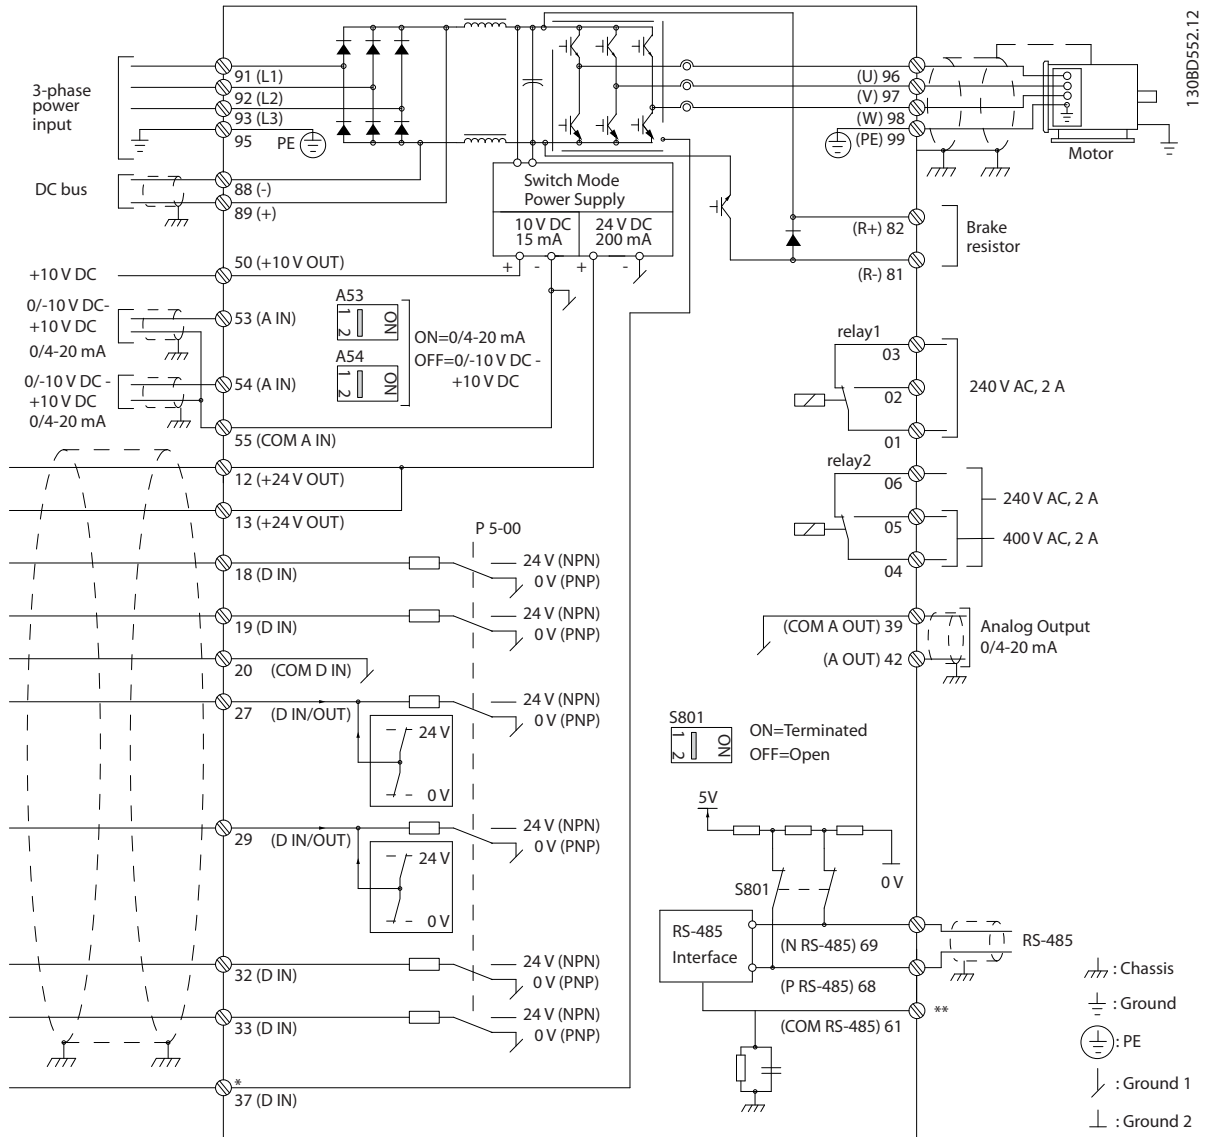 130BD552.12
3-phase
power
input
91 (L1)
92 (L2)
93 (L3)
95
PE
DC bus
88 (-)
89 (+)
50 (+10 V OUT)
+10 V DC
0/-10 V DC-
+10 V DC
0/4-20 mA
53 (A IN)
0/-10 V DC -
+10 V DC
0/4-20 mA
54 (A IN)
55 (COM A IN)
12 (+24 V OUT)
13 (+24 V OUT)
18 (D IN)
19 (D IN)
20 (COM D IN)
27 (D IN/OUT)
29 (D IN/OUT)
32 (D IN)
33 (D IN)
*
37 (D IN)
Switch Mode
Power Supply
10 V DC
15 mA
24 V DC
200 mA
+ - + -
A53
1 2 ON
A54
1 2 ON
ON=0/4-20 mA
OFF=0/-10 V DC -
+10 V DC
P 5-00
24 V (NPN)
0 V (PNP)
24 V (NPN)
0 V (PNP)
24 V (NPN)
0 V (PNP)
24 V
0 V
24 V (NPN)
0 V (PNP)
24 V
0 V
24 V (NPN)
0 V (PNP)
24 V (NPN)
0 V (PNP)
(U) 96
(V) 97
(W) 98
(PE) 99
Motor
(R+) 82
Brake
resistor
(R-) 81
relay1
03
02
01
240 V AC, 2 A
relay2
06
05
04
240 V AC, 2 A
400 V AC, 2 A
(COM A OUT) 39
(A OUT) 42
Analog Output
0/4-20 mA
S801
1 2 ON
ON=Terminated
OFF=Open
5V
0 V
S801
RS-485
Interface
(N RS-485) 69
(P RS-485) 68
(COM RS-485) 61
RS-485
**
: Chassis
: Ground
: PE
: Ground 1
: Ground 2